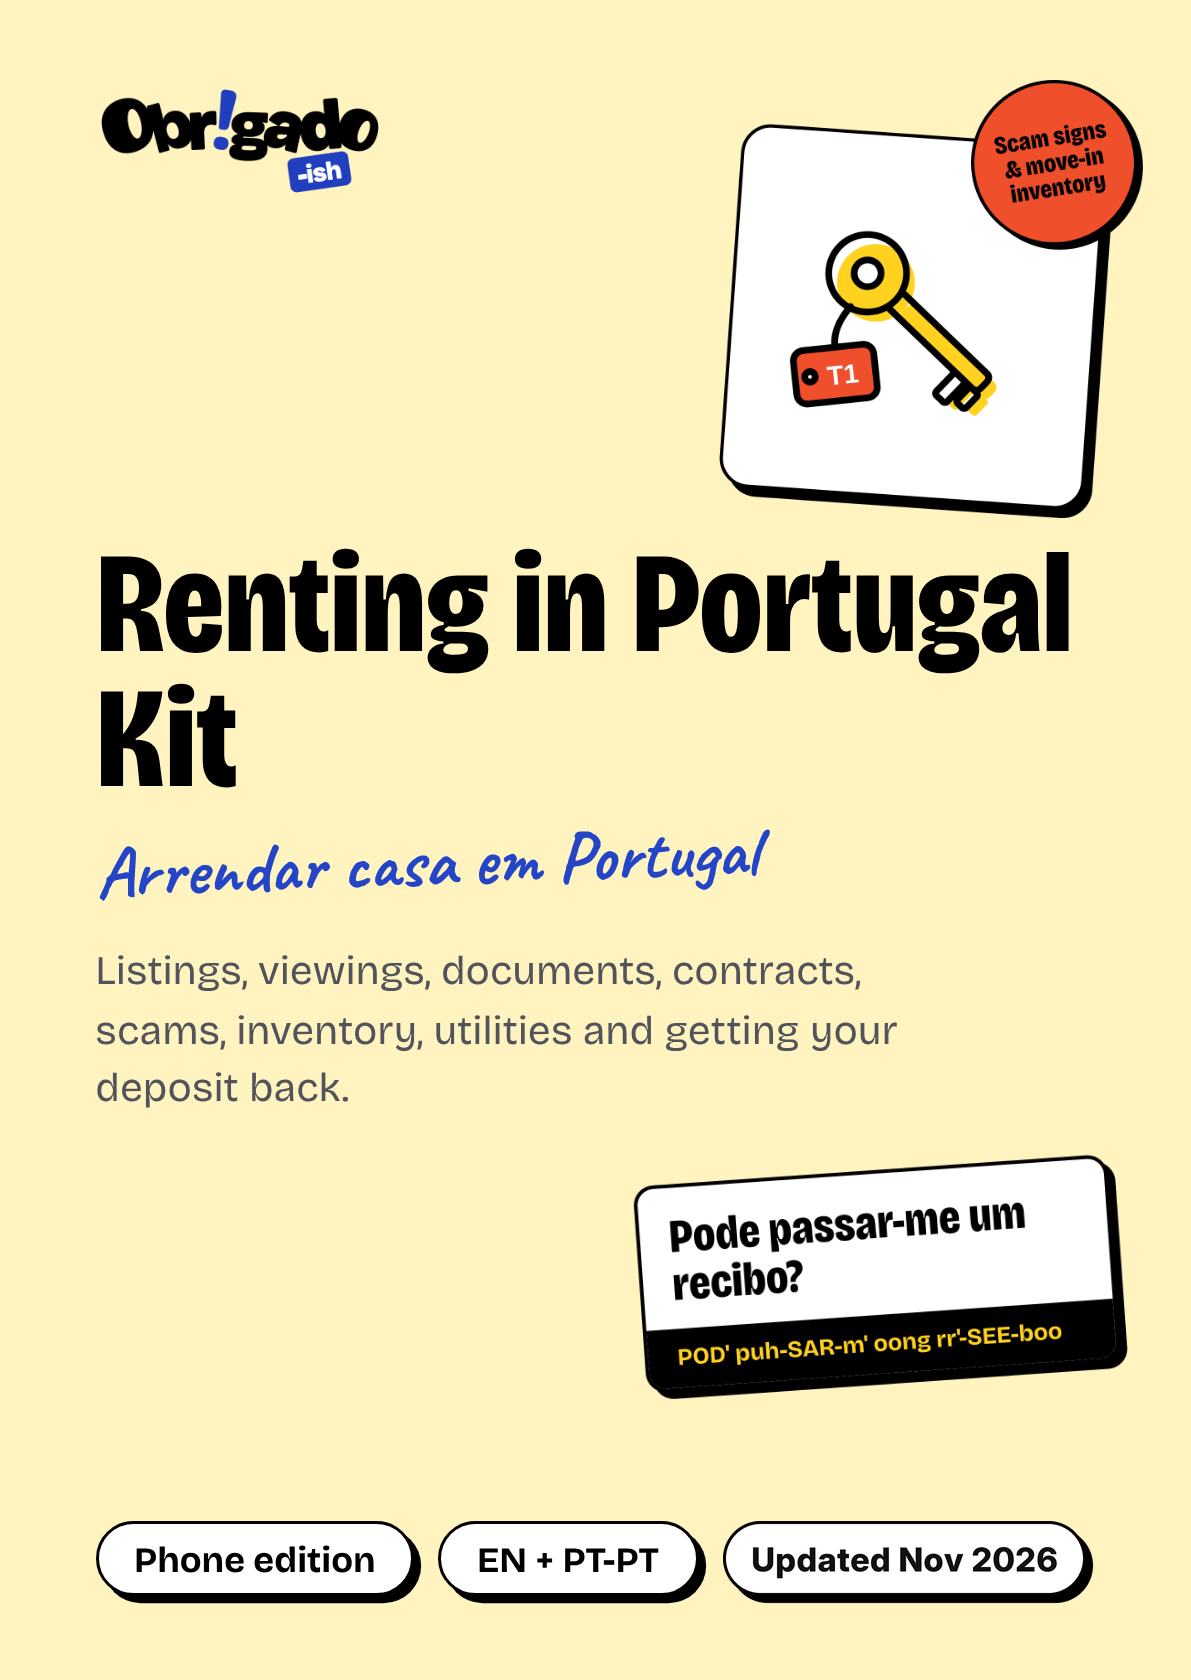 Obr!gado
-ish
Scam signs
& move-in
inventory
T1
Renting in Portugal
Kit
Arrendar casa em Portugal
Listings, viewings, documents, contracts,
scams, inventory, utilities and getting your
deposit back.
Pode passar-me um
recibo?
POD' puh-SAR-m' oong rr'-SEE-boo
Phone edition
EN + PT-PT
Updated Nov 2026